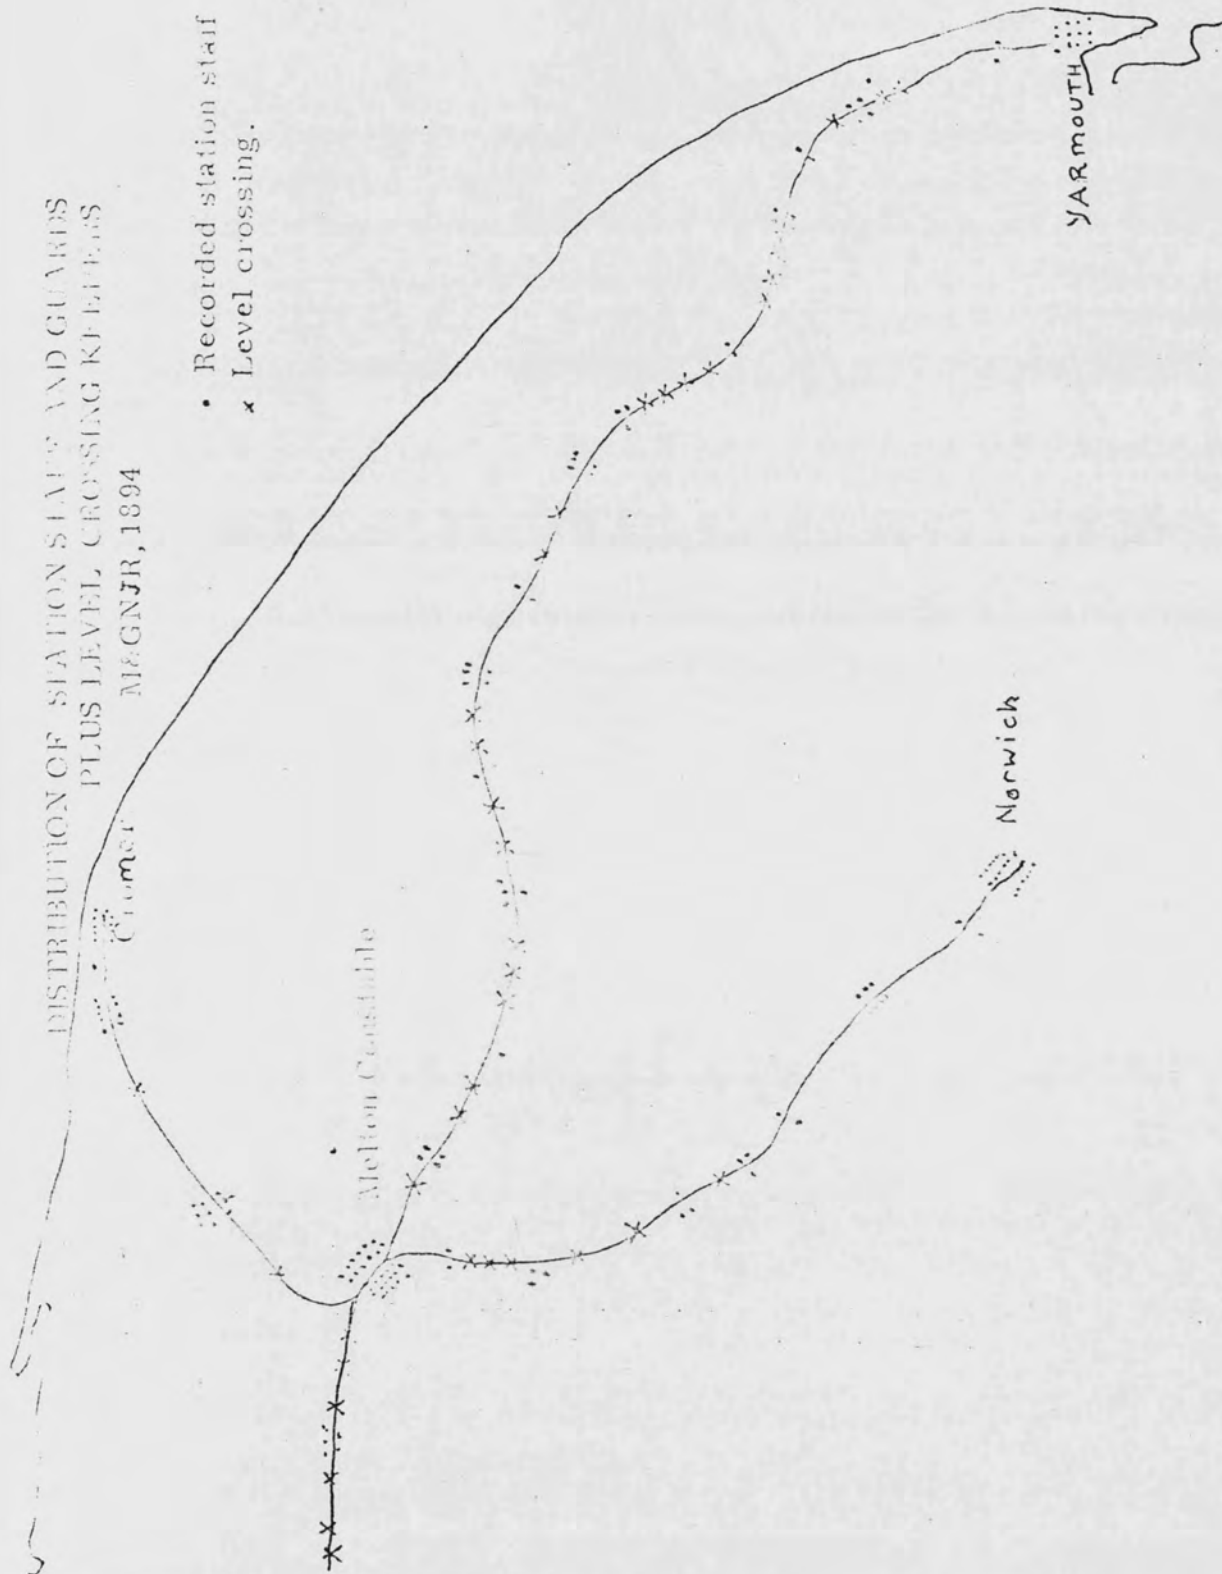 DISTRIBUTION OF STATION STAFF AND GUARDS
PLUS LEVEL CROSSING KEEPERS
M&GNJR, 1894
• Recorded station staff
x Level crossing.
Cromer
Melton Constable
Norwich
YARMOUTH